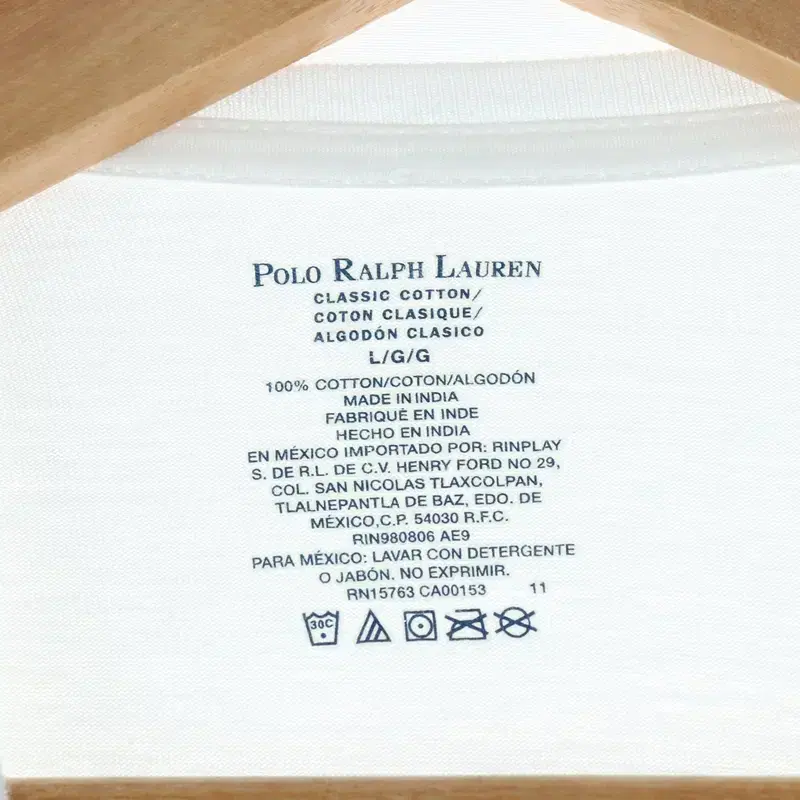 POLO RALPH LAUREN
CLASSIC COTTON/
COTON CLASIQUE/
ALGODÓN CLASICO
L/G/G
100% COTTON/COTON/ALGODÓN
MADE IN INDIA
FABRIQUÉ EN INDE
HECHO EN INDIA
EN MÉXICO IMPORTADO POR: RINPLAY
S. DE R.L. DE C.V. HENRY FORD NO 29,
COL. SAN NICOLAS TLAXCOLPAN,
TLALNEPANTLA DE BAZ, EDO. DE
MÉXICO,C.P. 54030 R.F.C.
RIN980806 AE9
PARA MÉXICO: LAVAR CON DETERGENTE
O JABÓN. NO EXPRIMIR.
RN15763 CA00153 11
30C